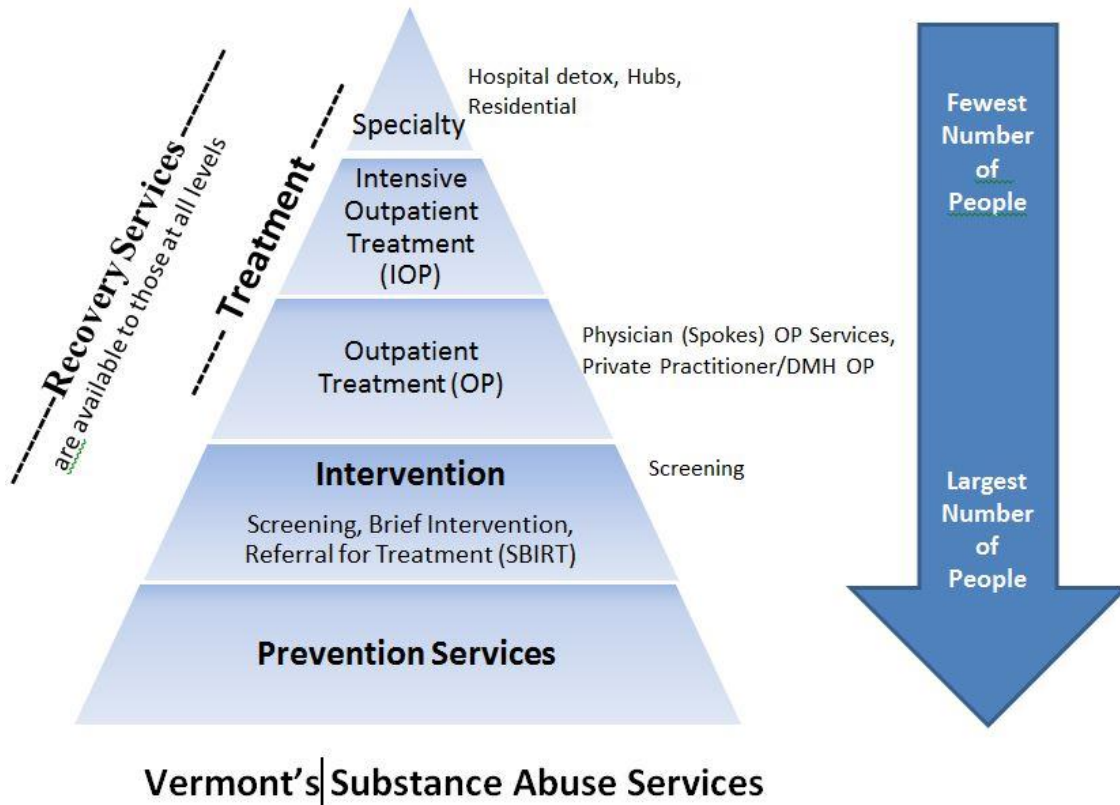 Hospital detox, Hubs,
Residential
Specialty
Intensive
Outpatient
Treatment
(IOP)
Outpatient
Treatment (OP)
Physician (Spokes) OP Services,
Private Practitioner/DMH OP
Intervention
Screening, Brief Intervention,
Referral for Treatment (SBIRT)
Screening
Prevention Services
Recovery Services
are available to those at all levels
Treatment
Fewest
Number
of
People
Largest
Number
of
People
Vermont's Substance Abuse Services